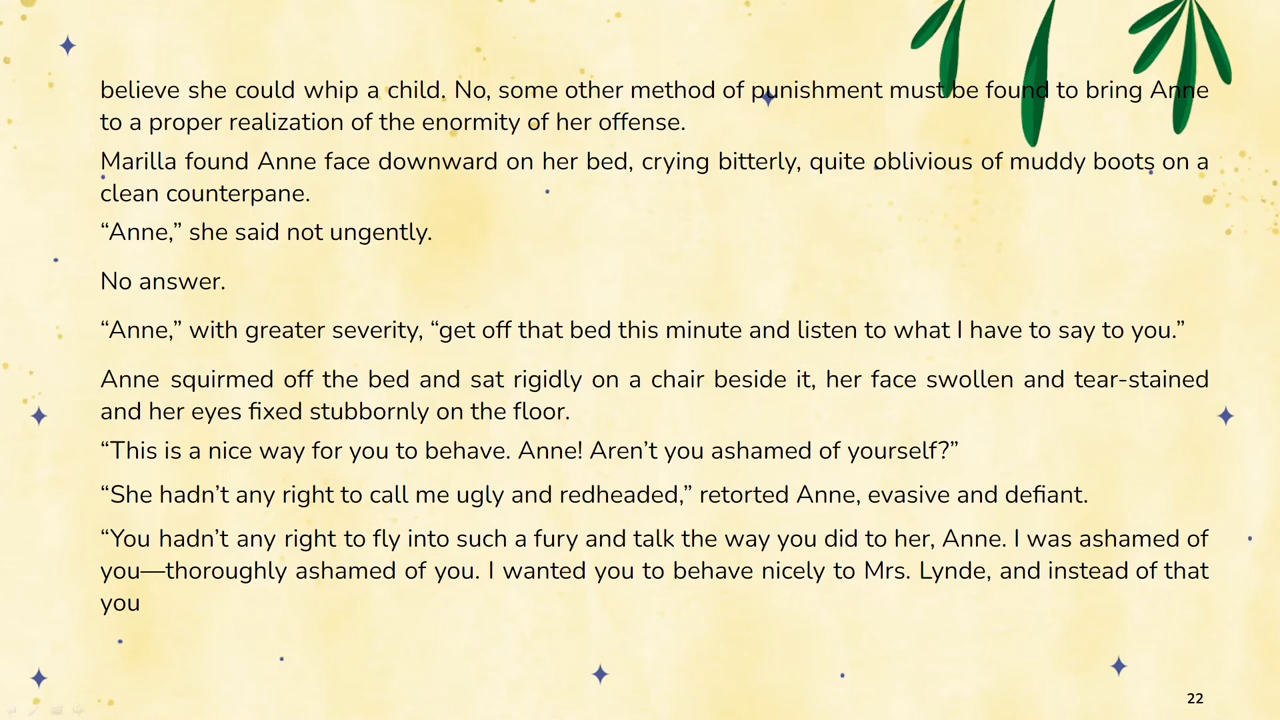 believe she could whip a child. No, some other method of punishment must be found to bring Anne
to a proper realization of the enormity of her offense.
Marilla found Anne face downward on her bed, crying bitterly, quite oblivious of muddy boots on a
clean counterpane.
“Anne,” she said not ungently.
No answer.
“Anne,” with greater severity, “get off that bed this minute and listen to what I have to say to you.”
Anne squirmed off the bed and sat rigidly on a chair beside it, her face swollen and tear-stained
and her eyes fixed stubbornly on the floor.
“This is a nice way for you to behave. Anne! Aren’t you ashamed of yourself?”
“She hadn’t any right to call me ugly and redheaded,” retorted Anne, evasive and defiant.
“You hadn’t any right to fly into such a fury and talk the way you did to her, Anne. I was ashamed of
you—thoroughly ashamed of you. I wanted you to behave nicely to Mrs. Lynde, and instead of that
you
22